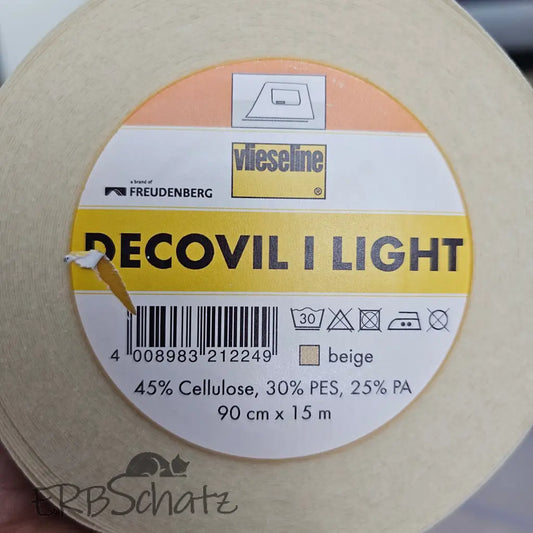 vlieseline
®
a brand of
FREUDENBERG
DECOVIL I LIGHT
30
4 008983 212249
beige
45% Cellulose, 30% PES, 25% PA
90 cm x 15 m
ERBSchatz